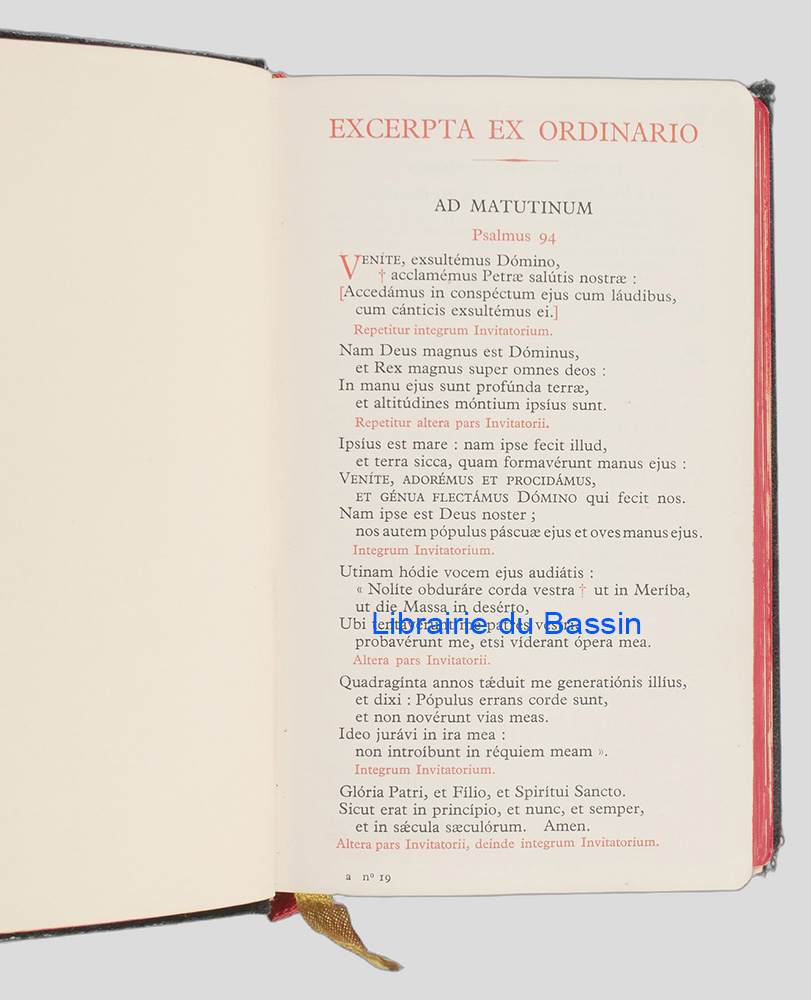 EXCERPTA EX ORDINARIO
AD MATUTINUM
Psalmus 94
VENÍTE, exsultémus Dómino,
† acclamémus Petræ salútis nostræ :
[Accedámus in conspéctum ejus cum láudibus,
cum cánticis exsultémus ei.]
Repetitur integrum Invitatorium.
Nam Deus magnus est Dóminus,
et Rex magnus super omnes deos :
In manu ejus sunt profúnda terræ,
et altitúdines móntium ipsíus sunt.
Repetitur altera pars Invitatorii.
Ipsíus est mare : nam ipse fecit illud,
et terra sicca, quam formavérunt manus ejus :
VENÍTE, ADORÉMUS ET PROCIDÁMUS,
ET GÉNUA FLECTÁMUS DÓMINO qui fecit nos.
Nam ipse est Deus noster ;
nos autem pópulus páscuæ ejus et oves manus ejus.
Integrum Invitatorium.
Utinam hódie vocem ejus audiátis :
« Nolíte obduráre corda vestra † ut in Meríba,
ut die Massa in desérto,
Ubi tentavérunt me patres vestri,
Librairie du Bassin
probavérunt me, etsi víderant ópera mea.
Altera pars Invitatorii.
Quadragínta annos tǽduit me generatiónis illíus,
et dixi : Pópulus errans corde sunt,
et non novérunt vias meas.
Ideo jurávi in ira mea :
non introíbunt in réquiem meam ».
Integrum Invitatorium.
Glória Patri, et Fílio, et Spirítui Sancto.
Sicut erat in princípio, et nunc, et semper,
et in sǽcula sæculórum. Amen.
Altera pars Invitatorii, deinde integrum Invitatorium.
a nº 19